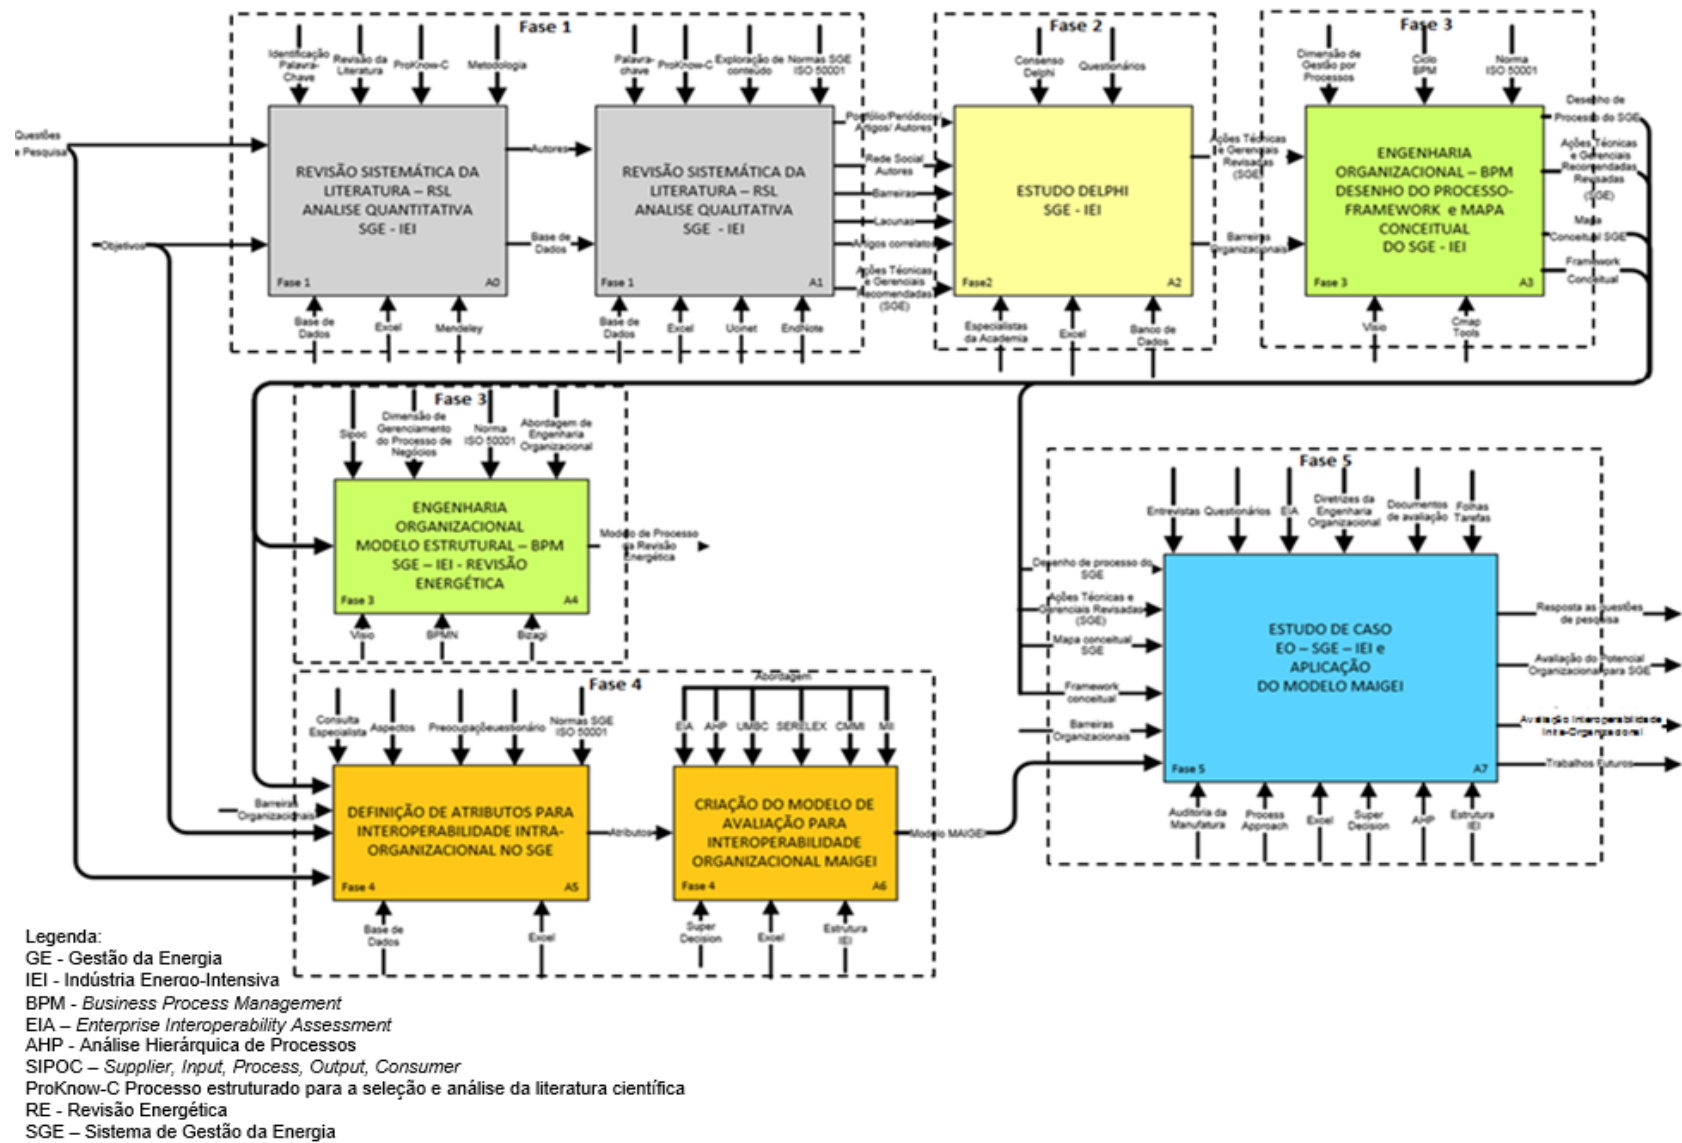 Fase 1
Identificação
Palavra-
Chave
Revisão da
Literatura
ProKnow-C
Metodologia
Palavra-
chave
ProKnow-C
Exploração de
conteúdo
Normas SGE
ISO 50001
Questões
e Pesquisa
Objetivos
REVISÃO SISTEMÁTICA DA
LITERATURA – RSL
ANALISE QUANTITATIVA
SGE - IEI
Fase 1
A0
Autores
Base de
Dados
REVISÃO SISTEMÁTICA DA
LITERATURA – RSL
ANALISE QUALITATIVA
SGE - IEI
Fase 1
A1
Base de
Dados
Excel
Mendeley
Base de
Dados
Excel
Ucinet
EndNote
Portfólio/Periódicos/
Artigos/ Autores
Rede Social
Autores
Barreiras
Lacunas
Artigos correlatos
Ações Técnicas
e Gerenciais
Recomendadas
(SGE)
Fase 2
Consenso
Delphi
Questionários
ESTUDO DELPHI
SGE - IEI
Fase2
A2
Especialistas
da Academia
Excel
Banco de
Dados
Ações Técnicas
e Gerenciais
Revisadas
(SGE)
Barreiras
Organizacionais
Fase 3
Dimensão de
Gestão por
Processos
Ciclo
BPM
Norma
ISO 50001
ENGENHARIA
ORGANIZACIONAL – BPM
DESENHO DO PROCESSO-
FRAMEWORK e MAPA
CONCEITUAL
DO SGE - IEI
Fase 3
A3
Visio
Cmap
Tools
Desenho de
Processo do SGE
Ações Técnicas
e Gerenciais
Recomendadas
Revisadas
(SGE)
Mapa
Conceitual SGE
Framework
Conceitual
Fase 3
Sipoc
Dimensão de
Gerenciamento
do Processo de
Negócios
Norma
ISO 50001
Abordagem de
Engenharia
Organizacional
ENGENHARIA
ORGANIZACIONAL
MODELO ESTRUTURAL – BPM
SGE – IEI - REVISÃO
ENERGÉTICA
Fase 3
A4
Visio
BPMN
Bizagi
Modelo de Processo
da Revisão
Energética
Fase 4
Consulta
Especialista
Aspectos
Preocupaçõe
uestionário
Normas SGE
ISO 50001
Barreiras
Organizacionais
DEFINIÇÃO DE ATRIBUTOS PARA
INTEROPERABILIDADE INTRA-
ORGANIZACIONAL NO SGE
Fase 4
A5
Base de
Dados
Excel
Atributos
Abordagem
EIA
AHP
UMBC
SERELEX
CMMI
MII
CRIAÇÃO DO MODELO DE
AVALIAÇÃO PARA
INTEROPERABILIDADE
ORGANIZACIONAL MAIGEI
Fase 4
A6
Super
Decision
Excel
Estrutura
IEI
Modelo MAIGEI
Fase 5
Entrevistas
Questionários
EIA
Diretrizes da
Engenharia
Organizacional
Documentos
de avaliação
Folhas
Tarefas
Desenho de processo do
SGE
Ações Técnicas e
Gerenciais Revisadas
(SGE)
Mapa conceitual
SGE
Framework
conceitual
Barreiras
Organizacionais
ESTUDO DE CASO
EO – SGE – IEI e
APLICAÇÃO
DO MODELO MAIGEI
Fase 5
A7
Auditoria da
Manufatura
Process
Approach
Excel
Super
Decision
AHP
Estrutura
IEI
Resposta as questões
de pesquisa
Avaliação do Potencial
Organizacional para SGE
Avaliação Interoperabilidade
Intra-Organizacional
Trabalhos Futuros
Legenda:
GE - Gestão da Energia
IEI - Indústria Energo-Intensiva
BPM - Business Process Management
EIA – Enterprise Interoperability Assessment
AHP - Análise Hierárquica de Processos
SIPOC – Supplier, Input, Process, Output, Consumer
ProKnow-C Processo estruturado para a seleção e análise da literatura científica
RE - Revisão Energética
SGE – Sistema de Gestão da Energia